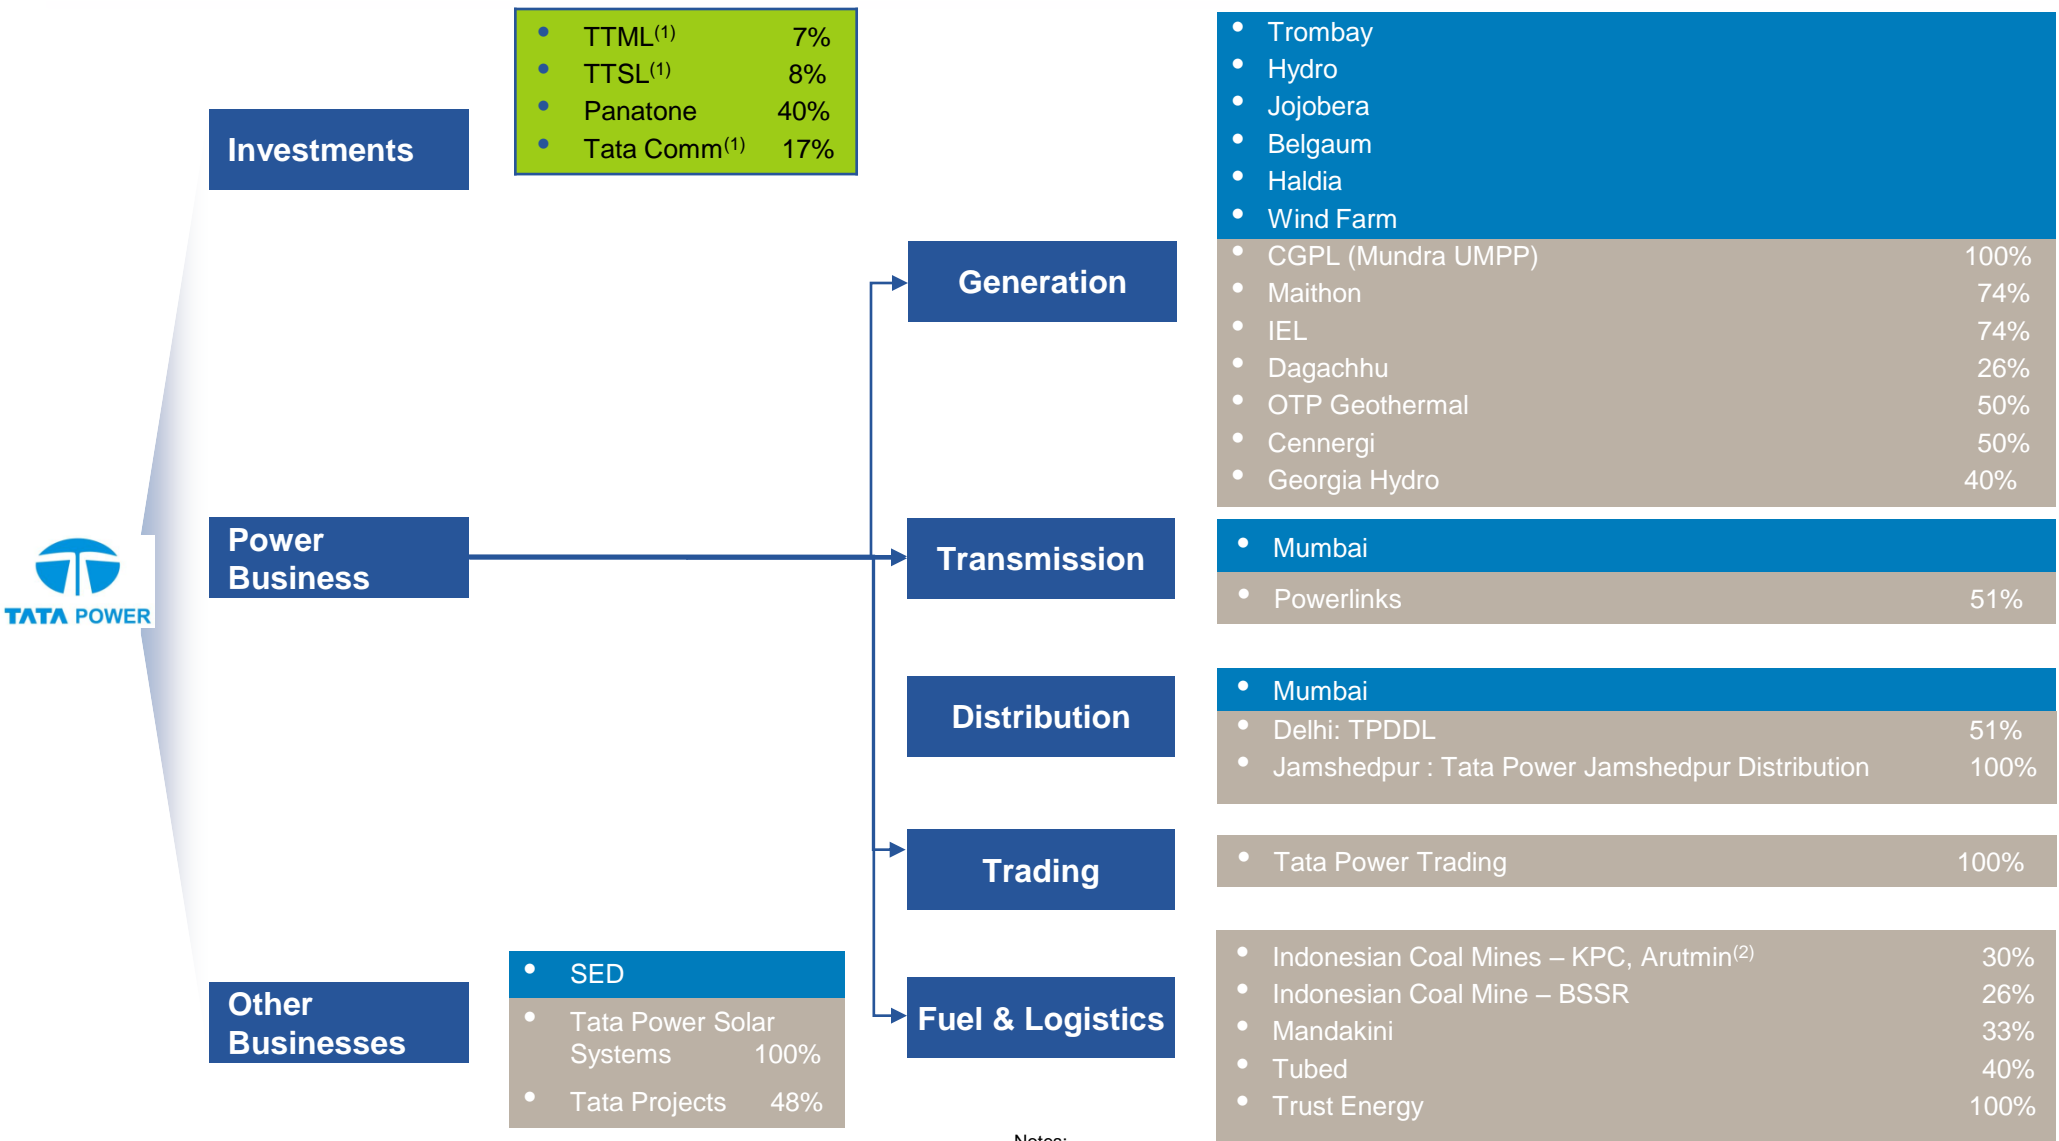 TATA POWER
Investments
• TTML(1) 7%
• TTSL(1) 8%
• Panatone 40%
• Tata Comm(1) 17%
Power
Business
Generation
• Trombay
• Hydro
• Jojobera
• Belgaum
• Haldia
• Wind Farm
• CGPL (Mundra UMPP) 100%
• Maithon 74%
• IEL 74%
• Dagachhu 26%
• OTP Geothermal 50%
• Cennergi 50%
• Georgia Hydro 40%
Transmission
• Mumbai
• Powerlinks 51%
Distribution
• Mumbai
• Delhi: TPDDL 51%
• Jamshedpur : Tata Power Jamshedpur Distribution 100%
Trading
• Tata Power Trading 100%
Fuel & Logistics
• Indonesian Coal Mines – KPC, Arutmin(2) 30%
• Indonesian Coal Mine – BSSR 26%
• Mandakini 33%
• Tubed 40%
• Trust Energy 100%
Other
Businesses
• SED
• Tata Power Solar
Systems 100%
• Tata Projects 48%
Notes: